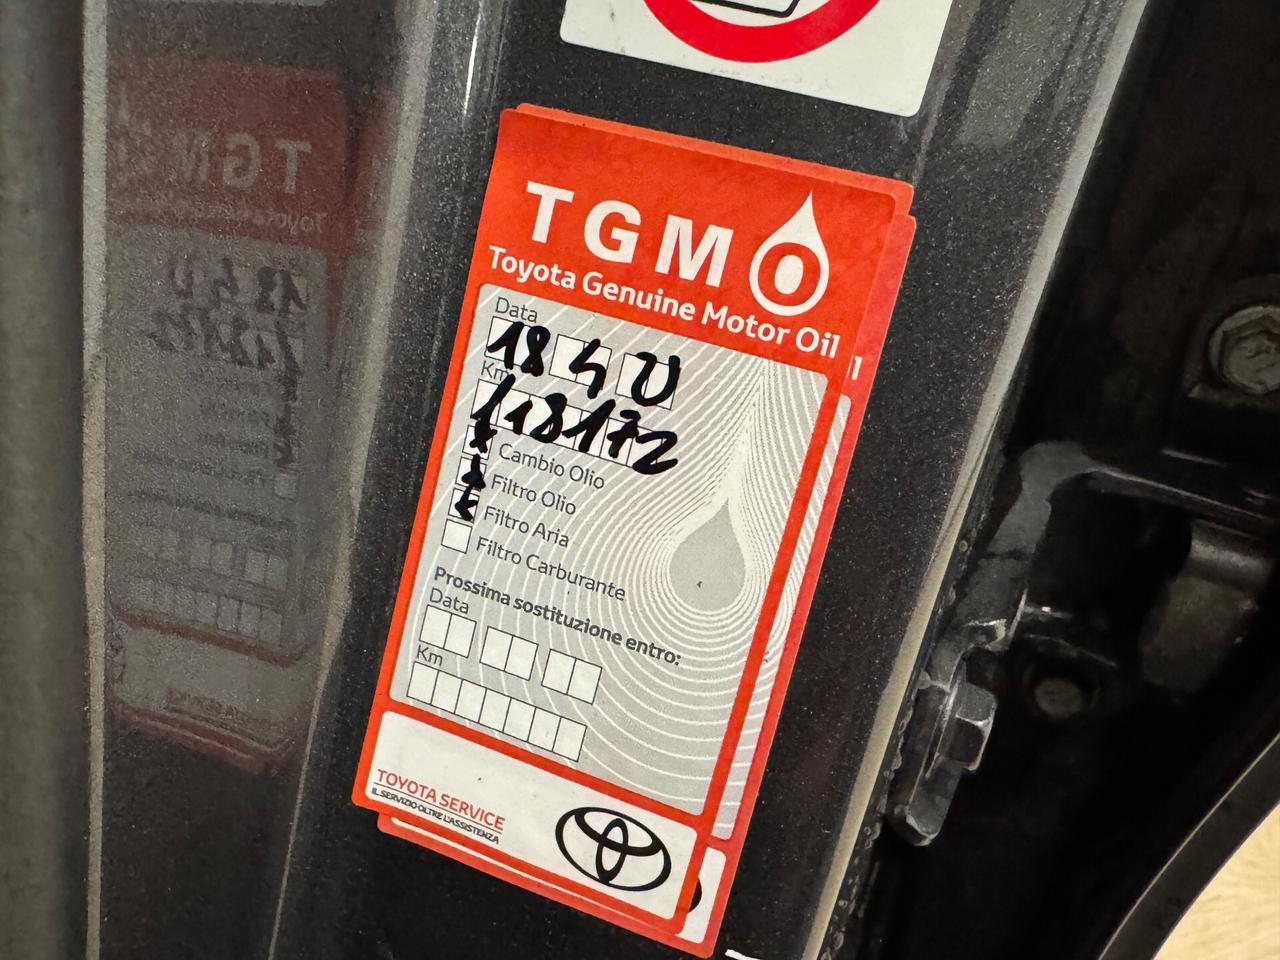 TGMO
Toyota Genuine Motor Oil
Data
18 4
Km
118172
Cambio Olio
Filtro Olio
Filtro Aria
Filtro Carburante
Prossima sostituzione entro:
Data
Km
TOYOTA SERVICE
IL SERVIZIO OLTRE L'ASSISTENZA